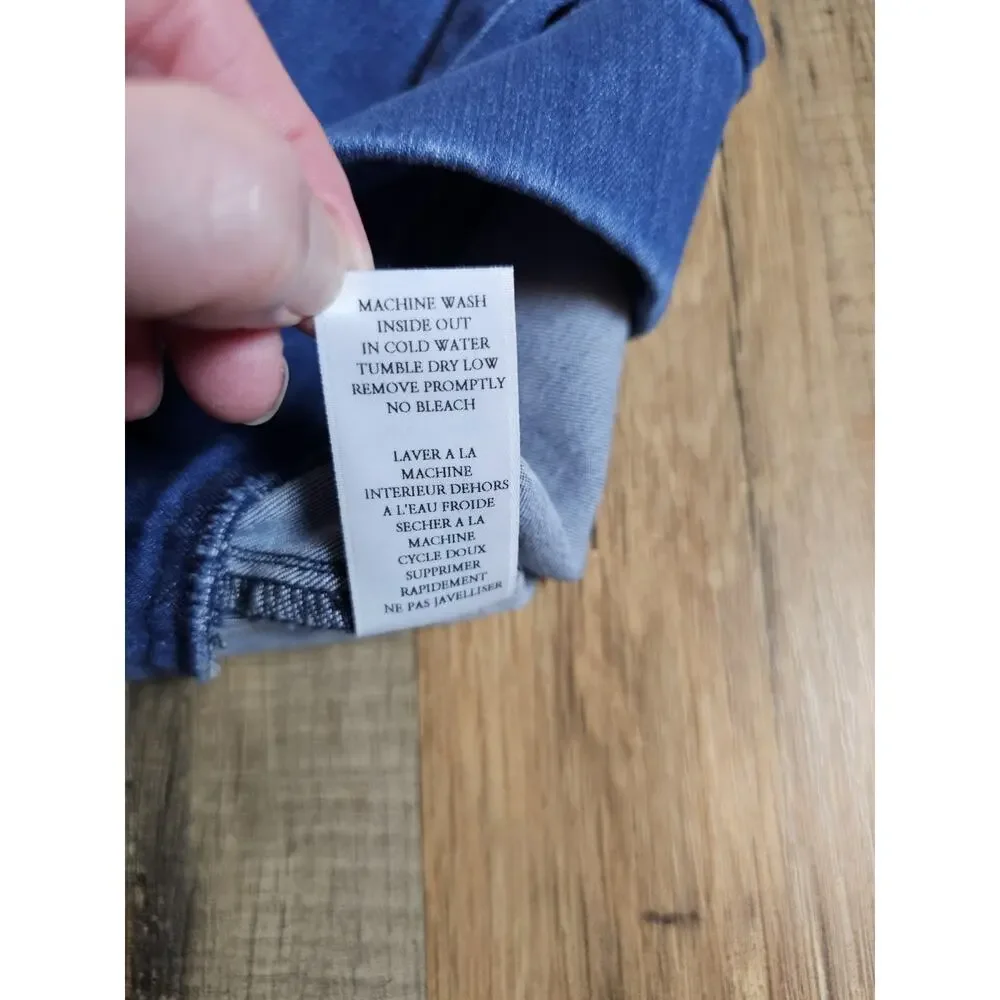 MACHINE WASH
INSIDE OUT
IN COLD WATER
TUMBLE DRY LOW
REMOVE PROMPTLY
NO BLEACH
LAVER A LA
MACHINE
INTERIEUR DEHORS
A L'EAU FROIDE
SECHER A LA
MACHINE
CYCLE DOUX
SUPPRIMER
RAPIDEMENT
NE PAS JAVELLISER